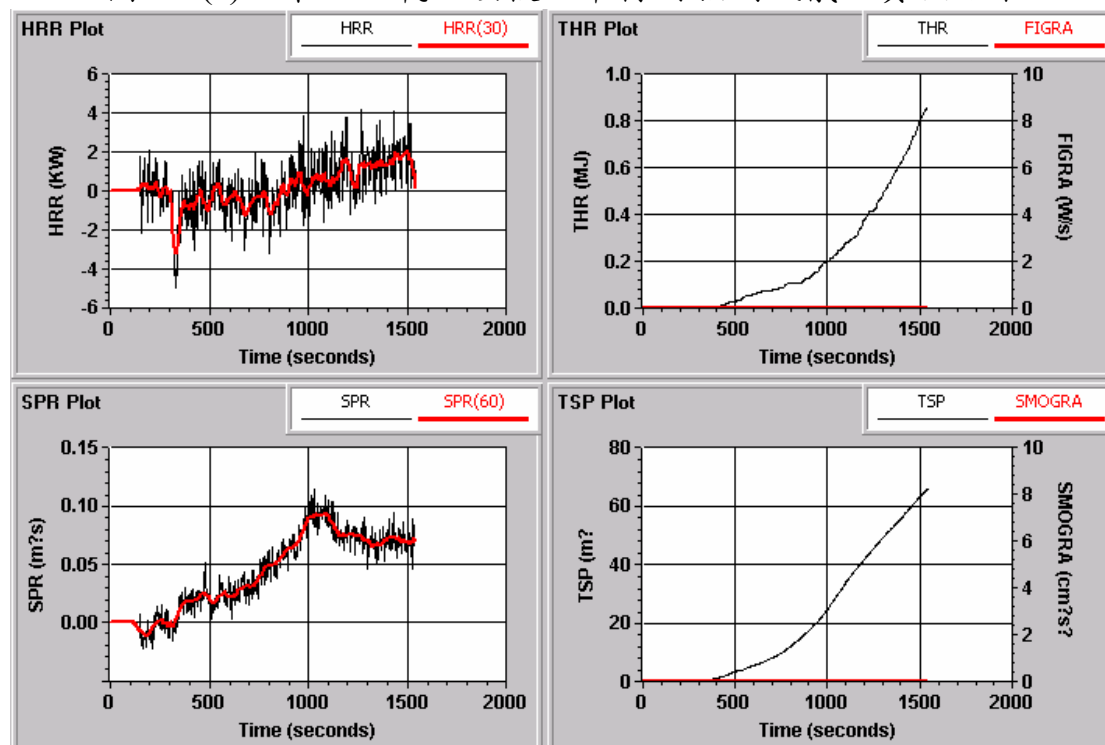 HRR Plot
HRR HRR(30)
6
4
2
0
-2
-4
-6
HRR (KW)
0 500 1000 1500 2000
Time (seconds)
THR Plot
THR FIGRA
1.0
0.8
0.6
0.4
0.2
0.0
THR (MJ)
10
8
6
4
2
0
FIGRA (W/s)
0 500 1000 1500 2000
Time (seconds)
SPR Plot
SPR SPR(60)
0.15
0.10
0.05
0.00
SPR (m?s)
0 500 1000 1500 2000
Time (seconds)
TSP Plot
TSP SMOGRA
80
60
40
20
0
TSP (m?
10
8
6
4
2
0
SMOGRA (cm?s?
0 500 1000 1500 2000
Time (seconds)